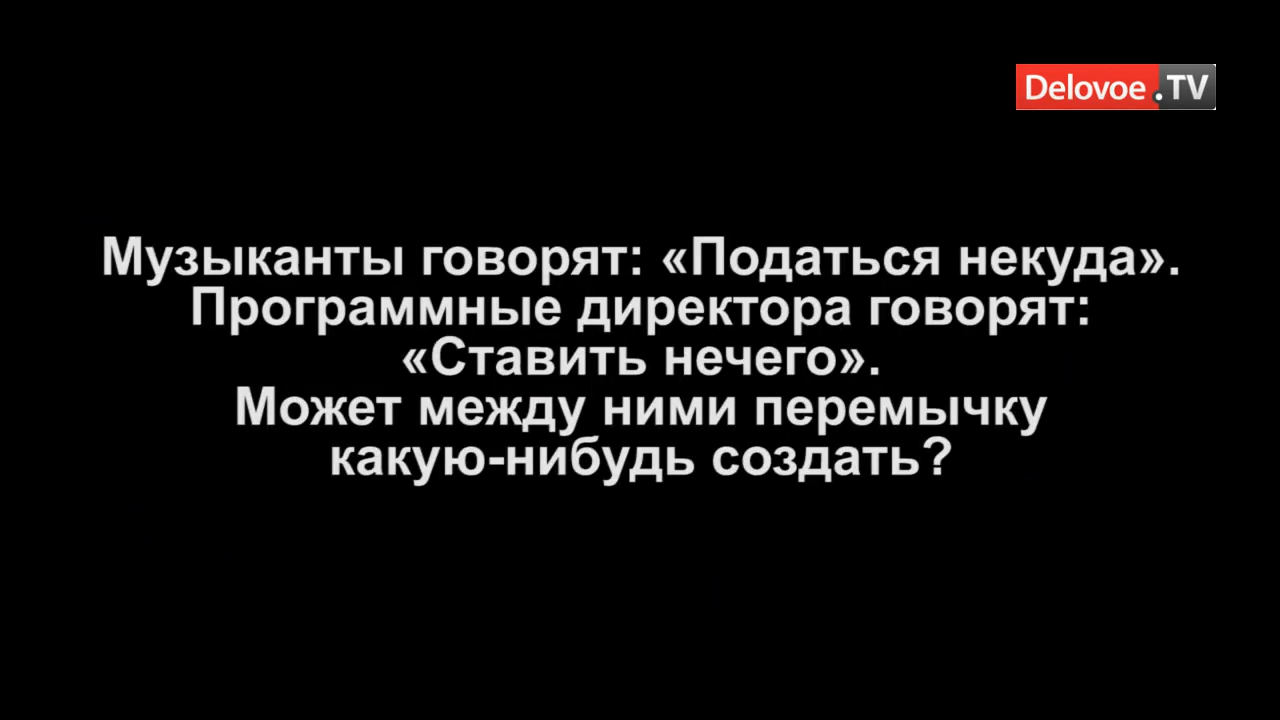 Delovoe.TV
Музыканты говорят: «Податься некуда».
Программные директора говорят:
«Ставить нечего».
Может между ними перемычку
какую-нибудь создать?